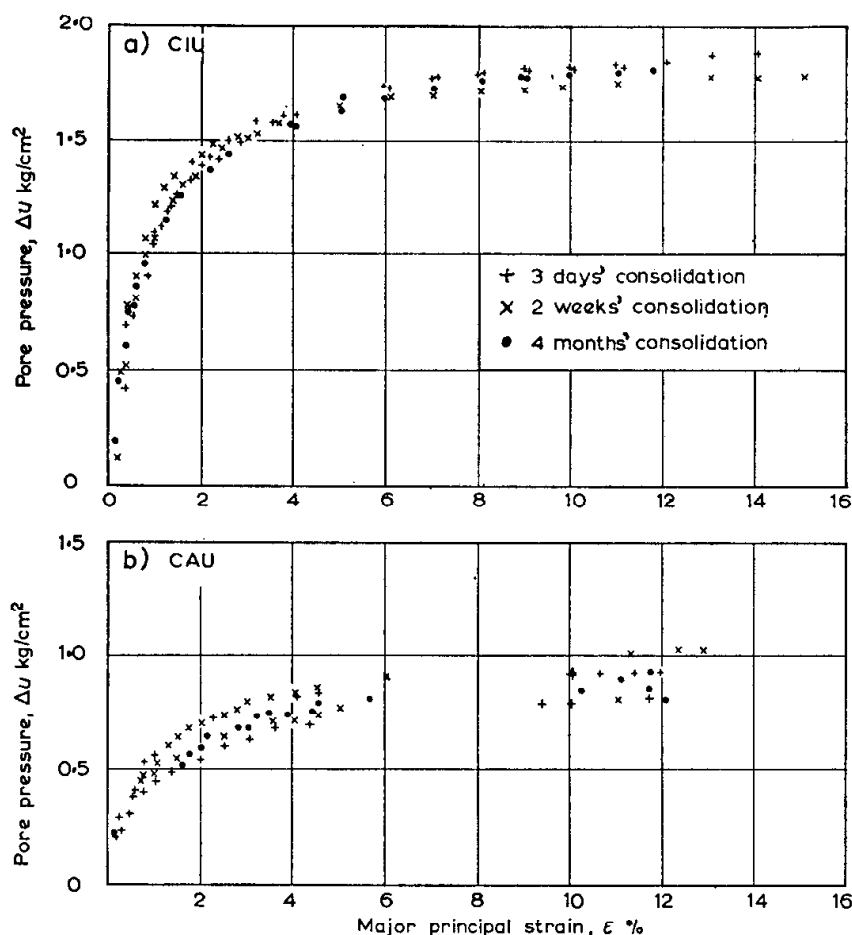 2·0
a) CIU
1·5
1·0
0·5
0
Pore pressure, Δu kg/cm²
+ 3 days' consolidation
× 2 weeks' consolidation
• 4 months' consolidation
0 2 4 6 8 10 12 14 16
1·5
b) CAU
1·0
0·5
0
Pore pressure, Δu kg/cm²
2 4 6 8 10 12 14 16
Major principal strain, ε %